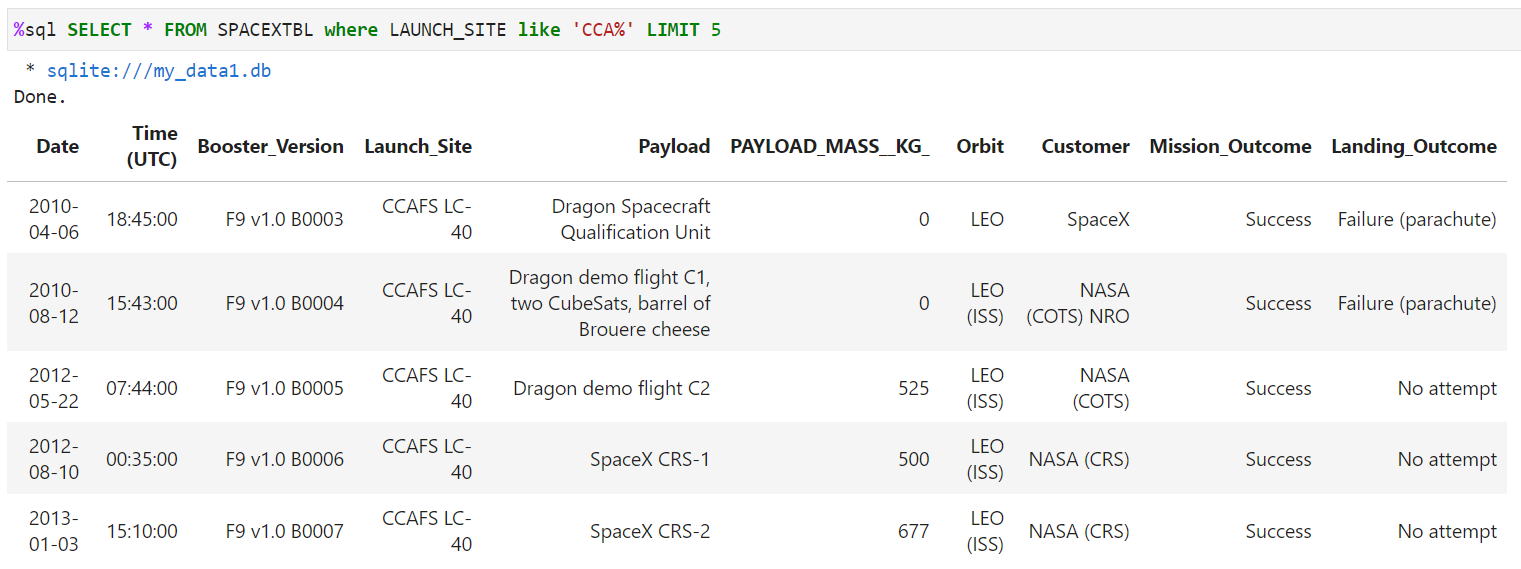 %sql SELECT * FROM SPACEXTBL where LAUNCH_SITE like 'CCA%' LIMIT 5
* sqlite:///my_data1.db
Done.
Date Time (UTC) Booster_Version Launch_Site Payload PAYLOAD_MASS__KG_ Orbit Customer Mission_Outcome Landing_Outcome
2010-04-06 18:45:00 F9 v1.0 B0003 CCAFS LC-40 Dragon Spacecraft Qualification Unit 0 LEO SpaceX Success Failure (parachute)
2010-08-12 15:43:00 F9 v1.0 B0004 CCAFS LC-40 Dragon demo flight C1, two CubeSats, barrel of Brouere cheese 0 LEO (ISS) NASA (COTS) NRO Success Failure (parachute)
2012-05-22 07:44:00 F9 v1.0 B0005 CCAFS LC-40 Dragon demo flight C2 525 LEO (ISS) NASA (COTS) Success No attempt
2012-08-10 00:35:00 F9 v1.0 B0006 CCAFS LC-40 SpaceX CRS-1 500 LEO (ISS) NASA (CRS) Success No attempt
2013-01-03 15:10:00 F9 v1.0 B0007 CCAFS LC-40 SpaceX CRS-2 677 LEO (ISS) NASA (CRS) Success No attempt